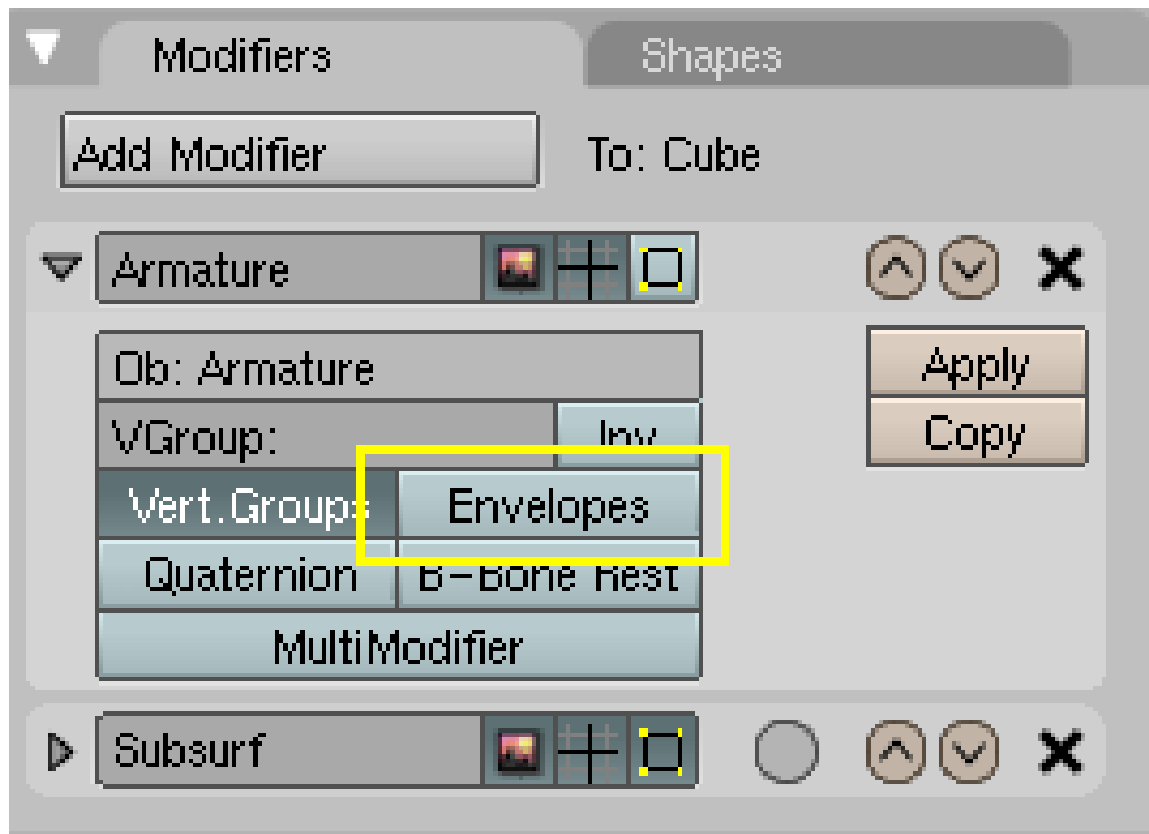 Modifiers Shapes
Add Modifier To: Cube
Armature
Ob: Armature Apply
VGroup: Inv Copy
Vert.Groups Envelopes
Quaternion B-Bone Rest
MultiModifier
Subsurf